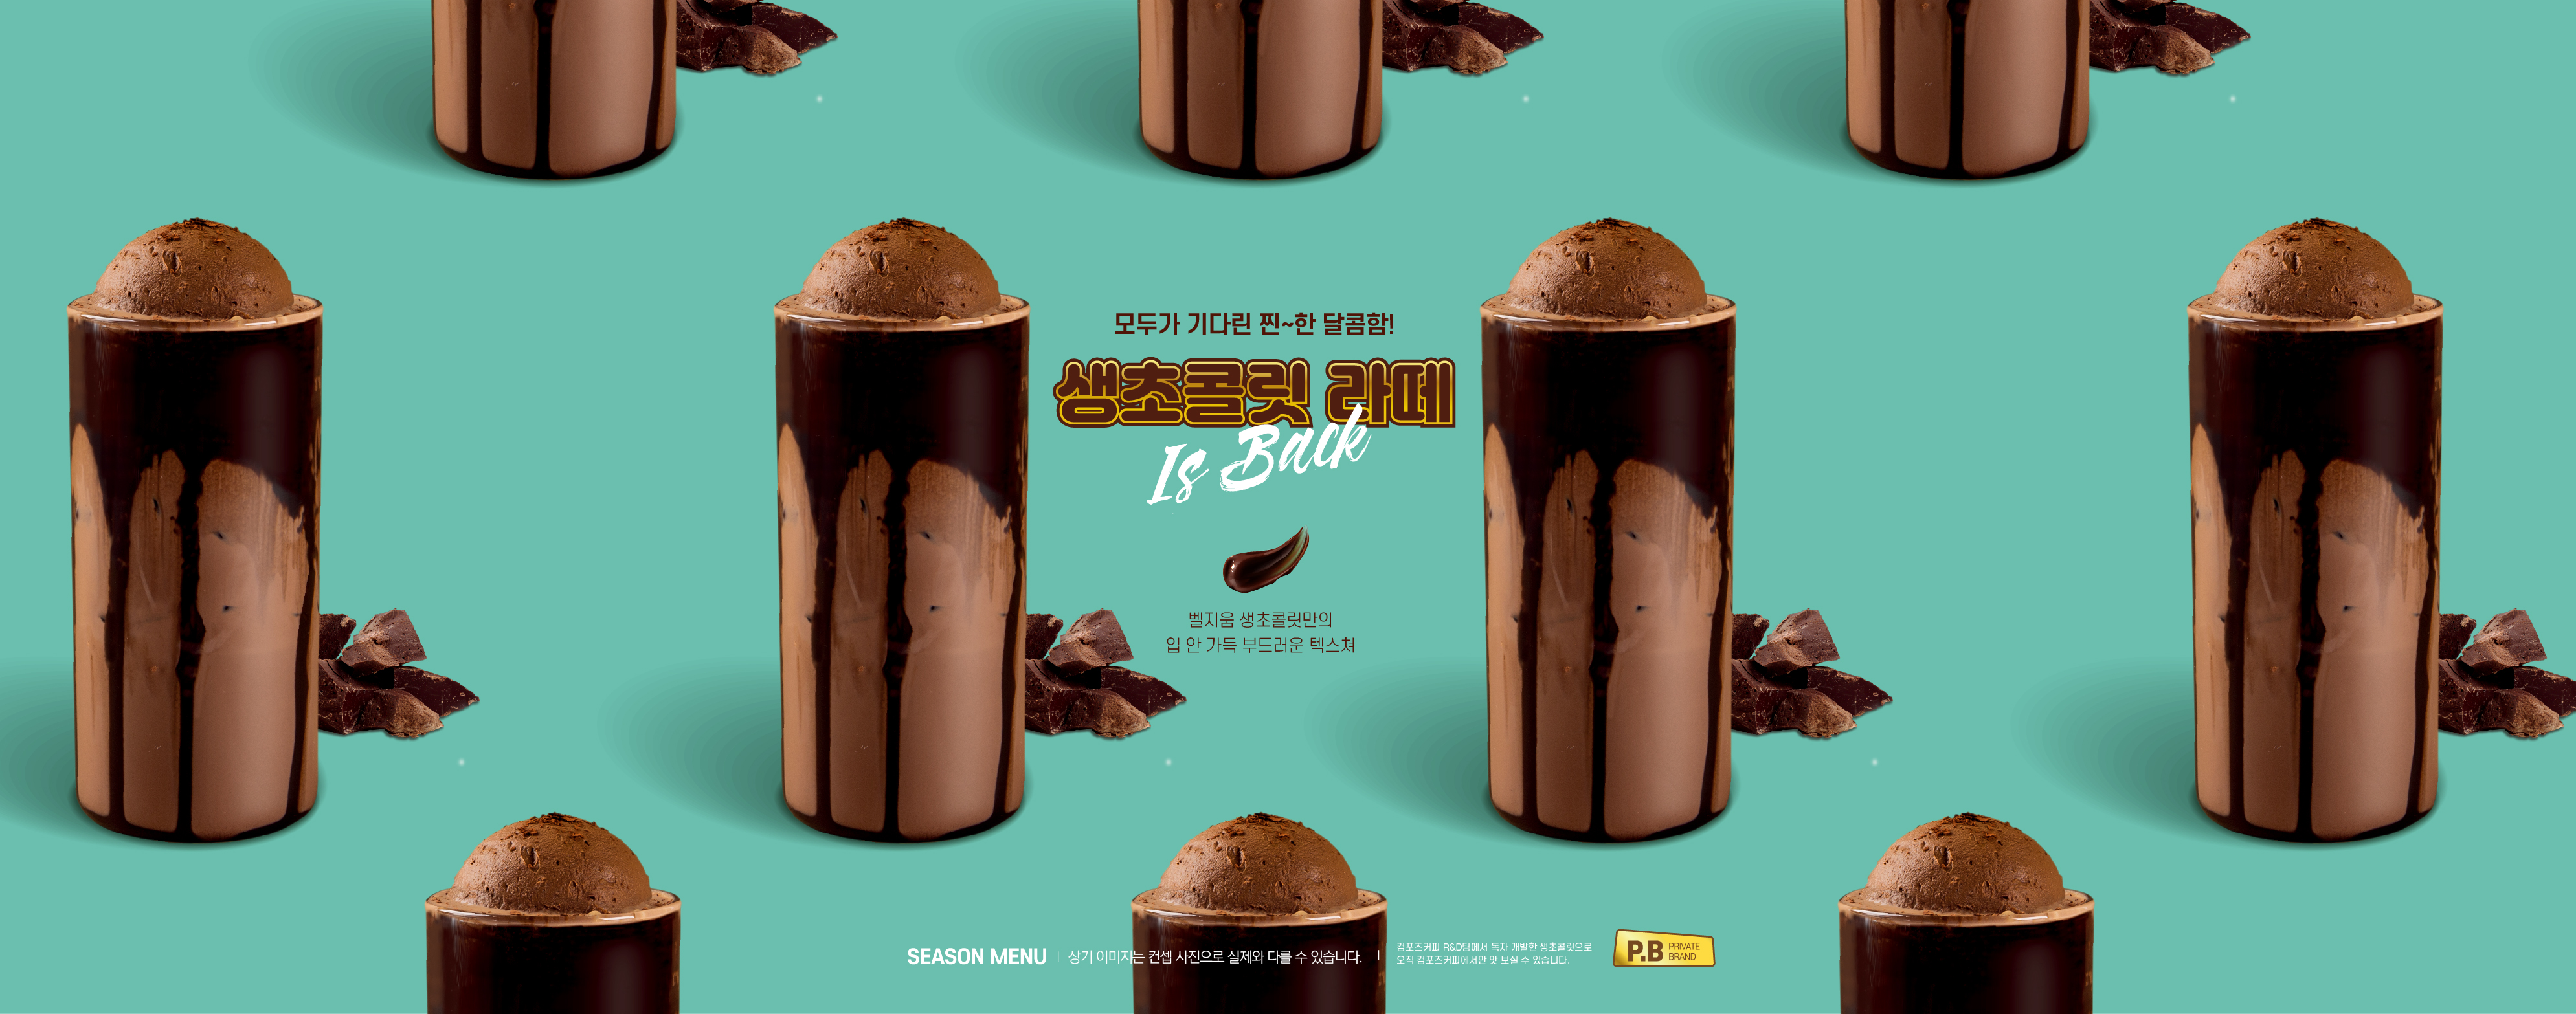 모두가 기다린 찐~한 달콤함!
생초콜릿 라떼
Is Back
벨지움 생초콜릿만의
입 안 가득 부드러운 텍스쳐
SEASON MENU | 상기 이미지는 컨셉 사진으로 실제와 다를 수 있습니다. |
컴포즈커피 R&D팀에서 독자 개발한 생초콜릿으로
오직 컴포즈커피에서만 맛 보실 수 있습니다.
P.B PRIVATE
BRAND